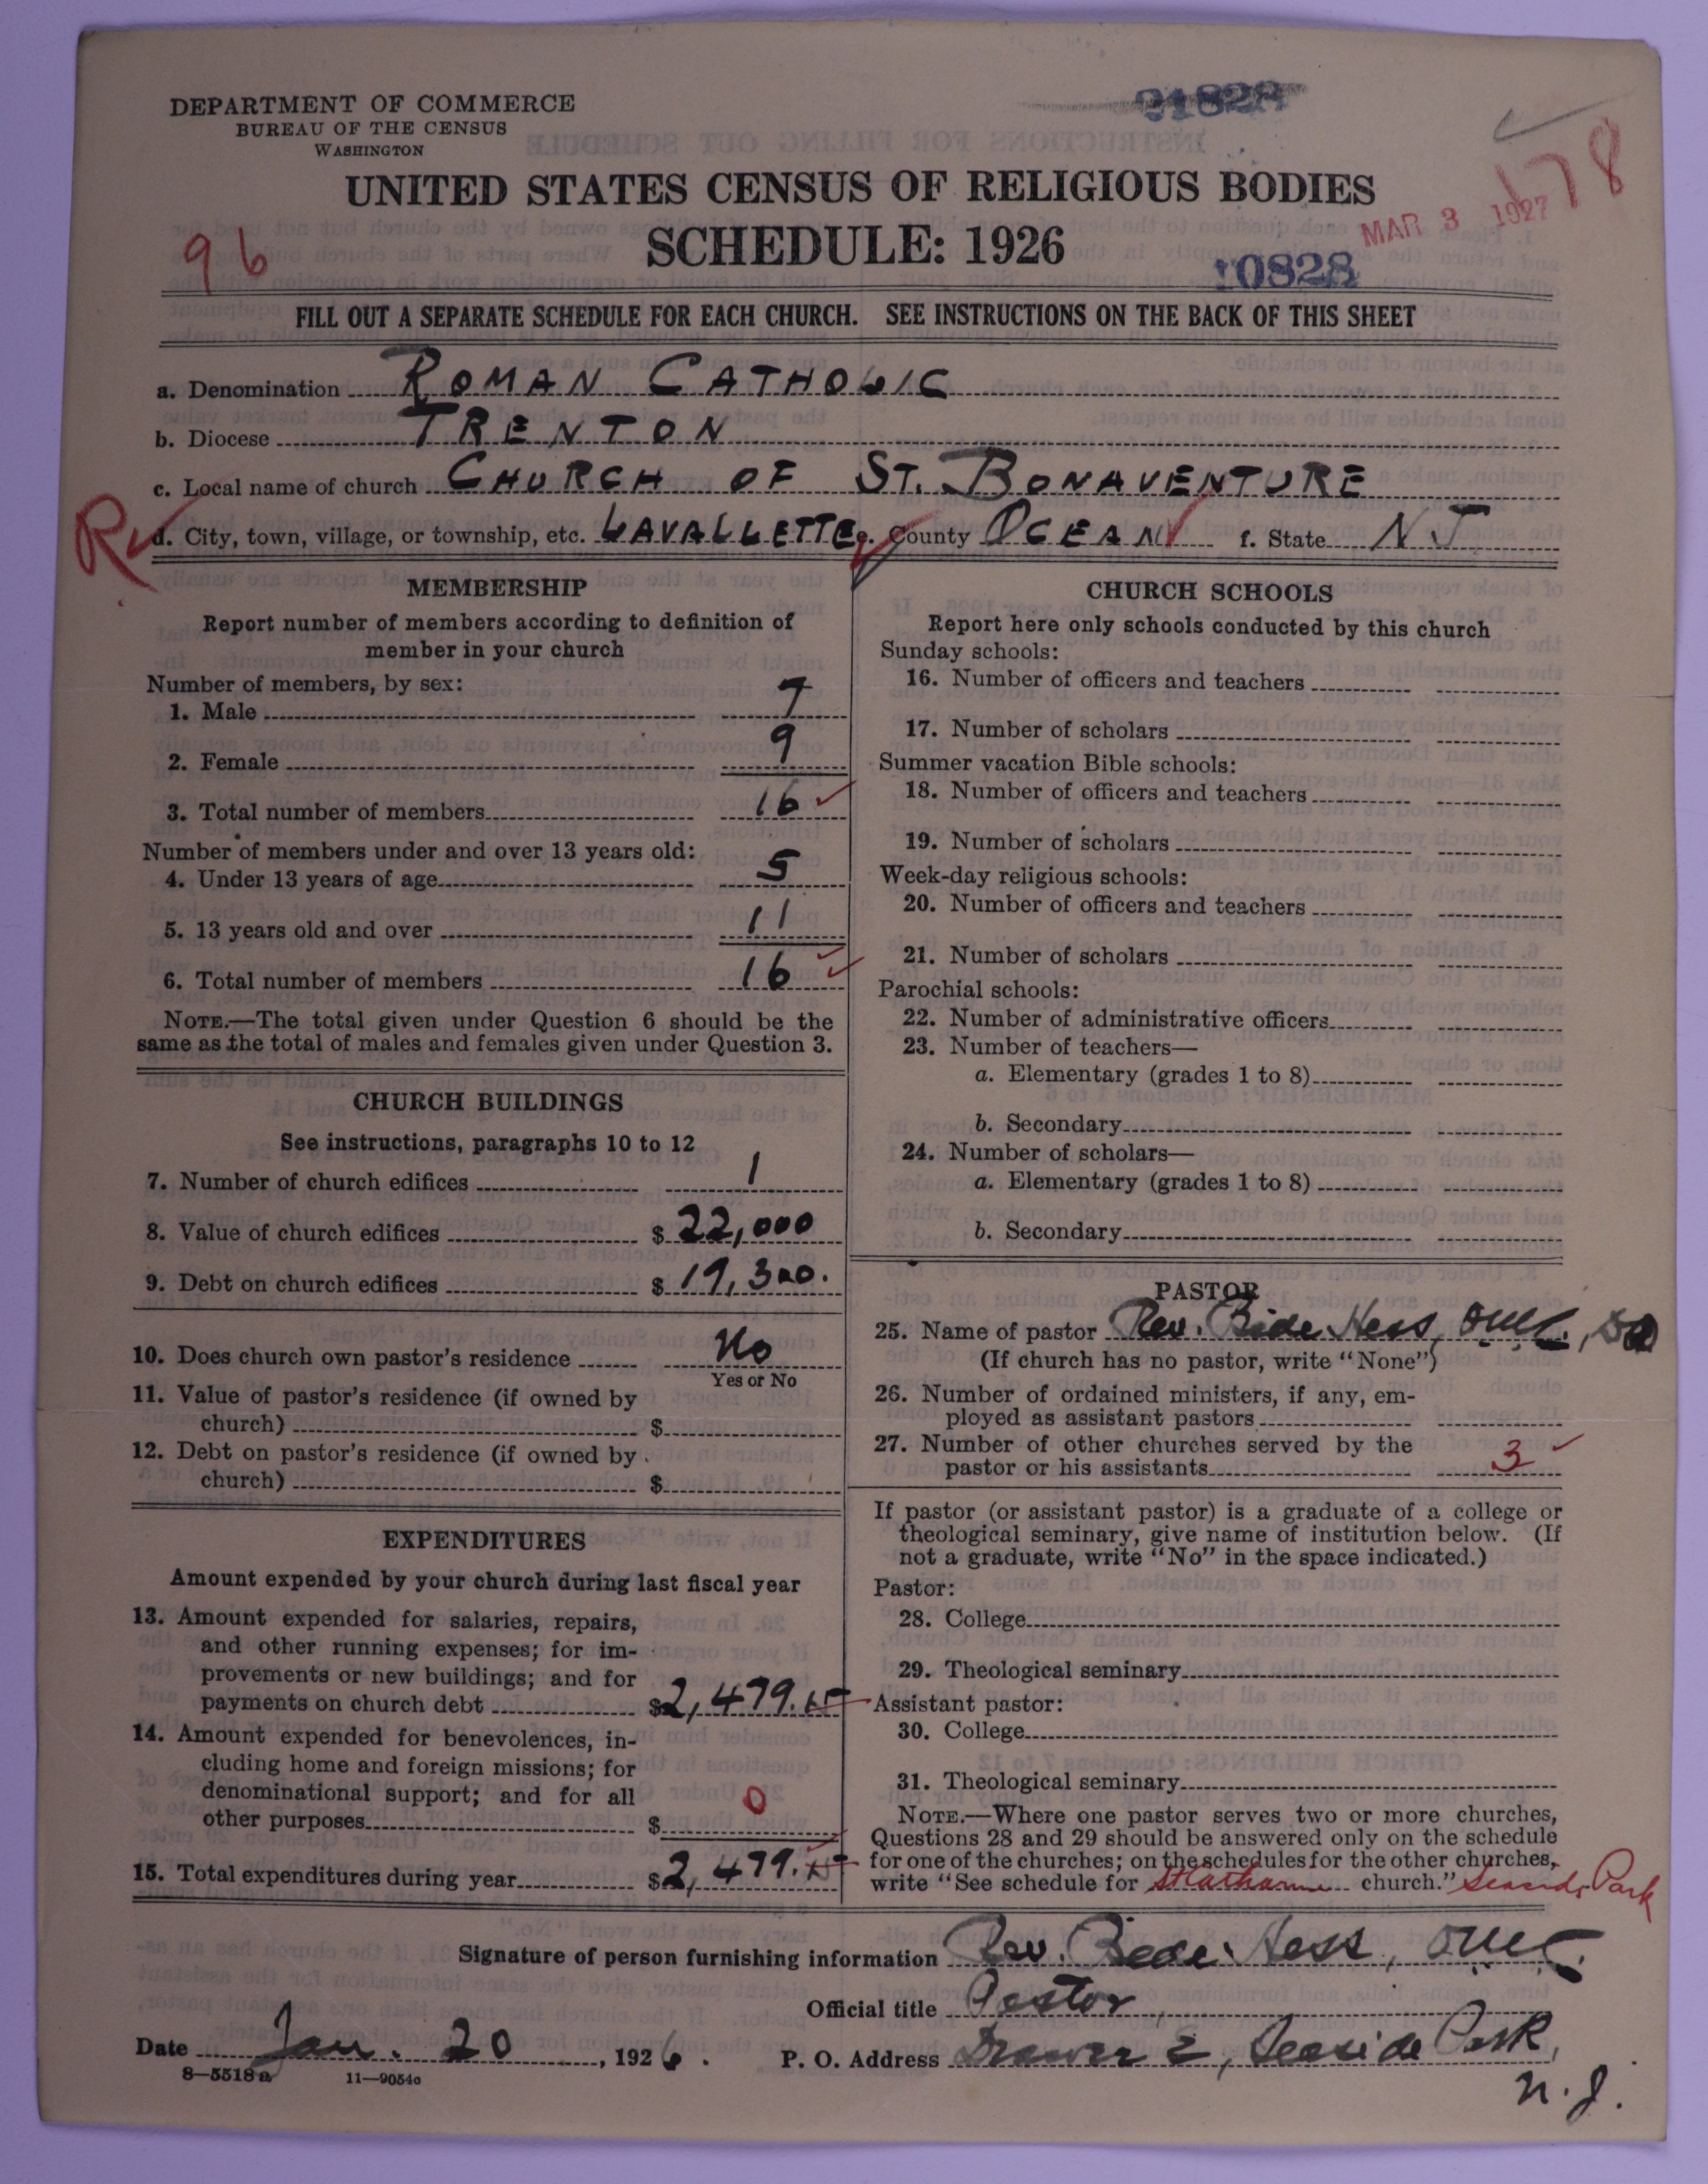 DEPARTMENT OF COMMERCE
BUREAU OF THE CENSUS
WASHINGTON
91828
178
UNITED STATES CENSUS OF RELIGIOUS BODIES
SCHEDULE: 1926
MAR 3 1927
96
10828
FILL OUT A SEPARATE SCHEDULE FOR EACH CHURCH. SEE INSTRUCTIONS ON THE BACK OF THIS SHEET
a. Denomination ROMAN CATHOLIC
b. Diocese TRENTON
c. Local name of church CHURCH OF ST. BONAVENTURE
R
d. City, town, village, or township, etc. LAVALLETTE e. County OCEAN f. State NJ
MEMBERSHIP
Report number of members according to definition of
member in your church
Number of members, by sex:
1. Male 7
2. Female 9
3. Total number of members 16
Number of members under and over 13 years old:
4. Under 13 years of age 5
5. 13 years old and over 11
6. Total number of members 16
NOTE.—The total given under Question 6 should be the
same as the total of males and females given under Question 3.
CHURCH BUILDINGS
See instructions, paragraphs 10 to 12
7. Number of church edifices 1
8. Value of church edifices $ 22,000
9. Debt on church edifices $ 19,300.
10. Does church own pastor's residence No
Yes or No
11. Value of pastor's residence (if owned by
church) $
12. Debt on pastor's residence (if owned by
church) $
EXPENDITURES
Amount expended by your church during last fiscal year
13. Amount expended for salaries, repairs,
and other running expenses; for im-
provements or new buildings; and for
payments on church debt $2,479.
14. Amount expended for benevolences, in-
cluding home and foreign missions; for
denominational support; and for all
other purposes $ 0
15. Total expenditures during year $2,479.
CHURCH SCHOOLS
Report here only schools conducted by this church
Sunday schools:
16. Number of officers and teachers
17. Number of scholars
Summer vacation Bible schools:
18. Number of officers and teachers
19. Number of scholars
Week-day religious schools:
20. Number of officers and teachers
21. Number of scholars
Parochial schools:
22. Number of administrative officers
23. Number of teachers—
a. Elementary (grades 1 to 8)
b. Secondary
24. Number of scholars—
a. Elementary (grades 1 to 8)
b. Secondary
PASTOR
25. Name of pastor Rev. Bede Hess, OMC.,
(If church has no pastor, write "None")
26. Number of ordained ministers, if any, em-
ployed as assistant pastors
27. Number of other churches served by the
pastor or his assistants 3
If pastor (or assistant pastor) is a graduate of a college or
theological seminary, give name of institution below. (If
not a graduate, write "No" in the space indicated.)
Pastor:
28. College
29. Theological seminary
Assistant pastor:
30. College
31. Theological seminary
NOTE.—Where one pastor serves two or more churches,
Questions 28 and 29 should be answered only on the schedule
for one of the churches; on the schedules for the other churches,
write "See schedule for St Catharine church." Seaside Park
Signature of person furnishing information Rev. Bede Hess, OMC.
Official title Pastor,
Date Jan. 20, 1926. P. O. Address Drawer E, Seaside Park,
N.J.
8—5518a 11—9054a